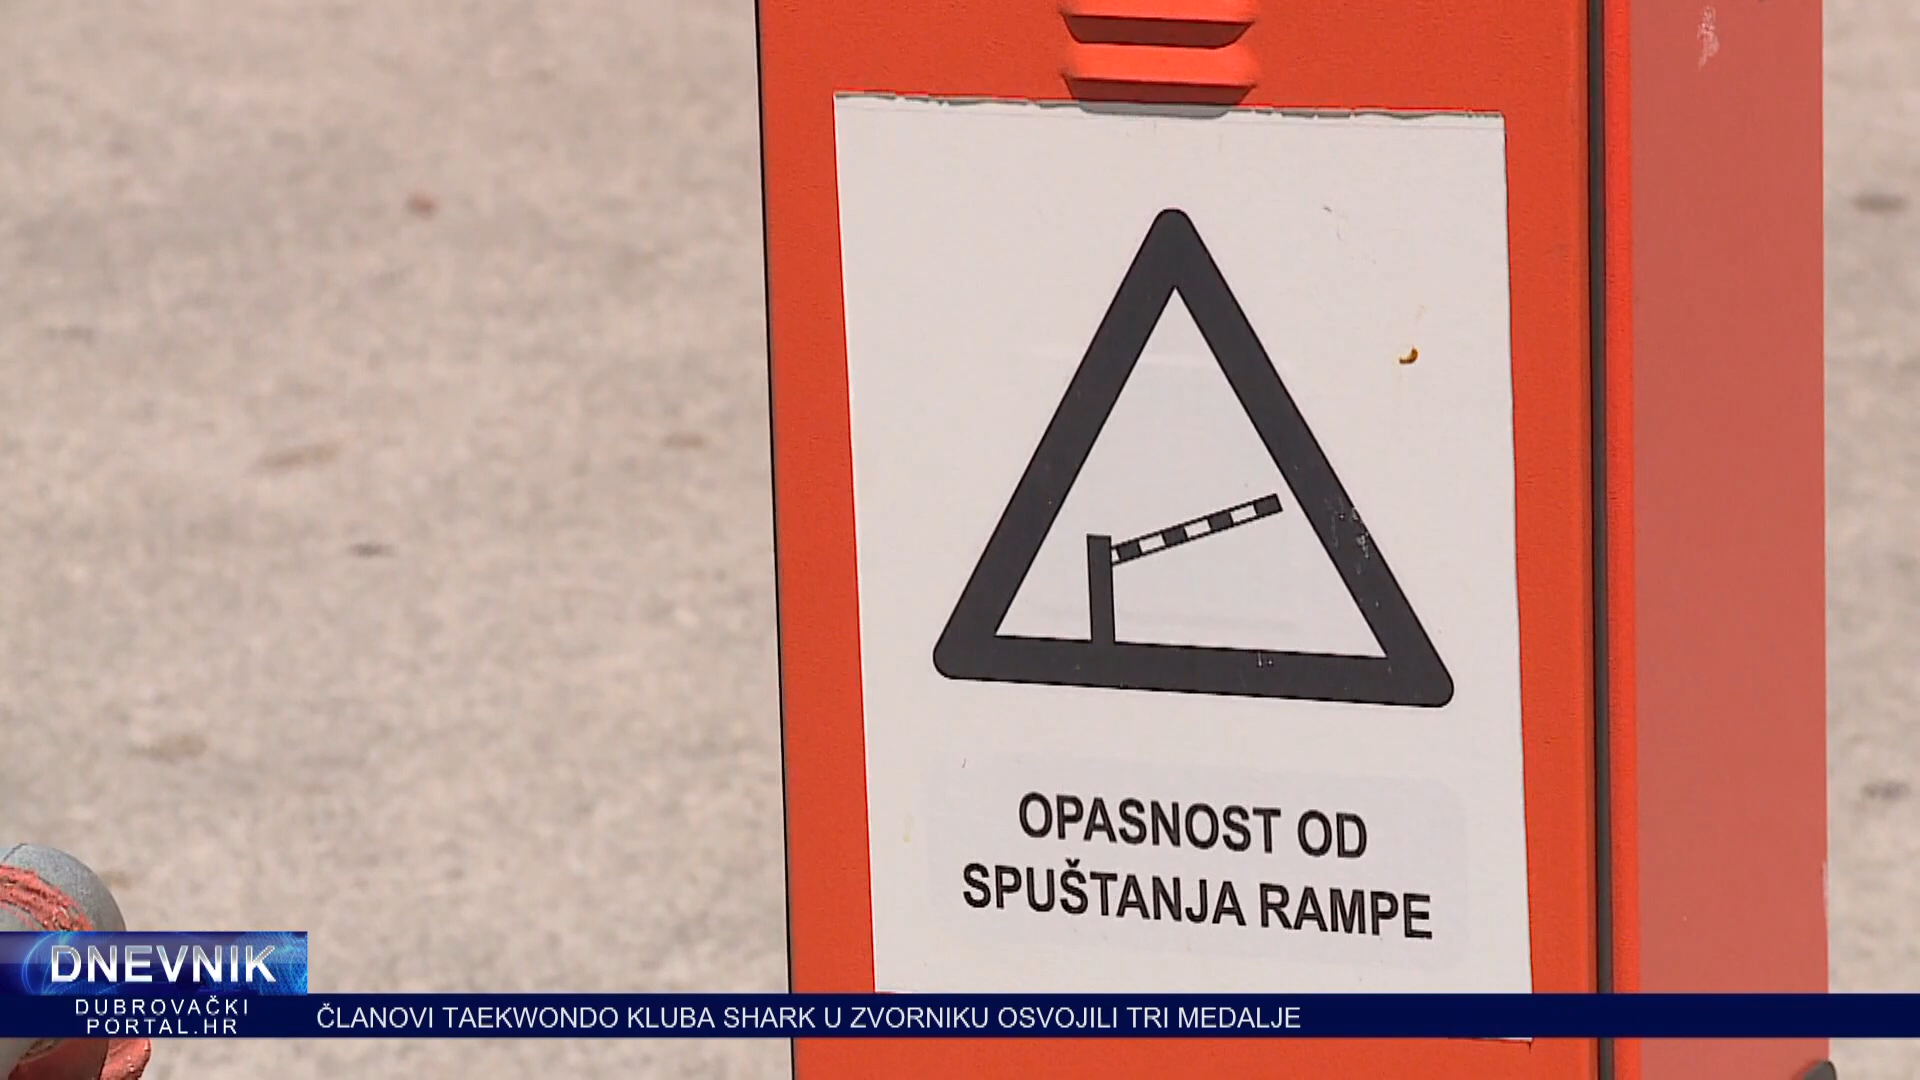 OPASNOST OD
SPUŠTANJA RAMPE
DNEVNIK
DUBROVAČKI
PORTAL.HR
ČLANOVI TAEKWONDO KLUBA SHARK U ZVORNIKU OSVOJILI TRI MEDALJE